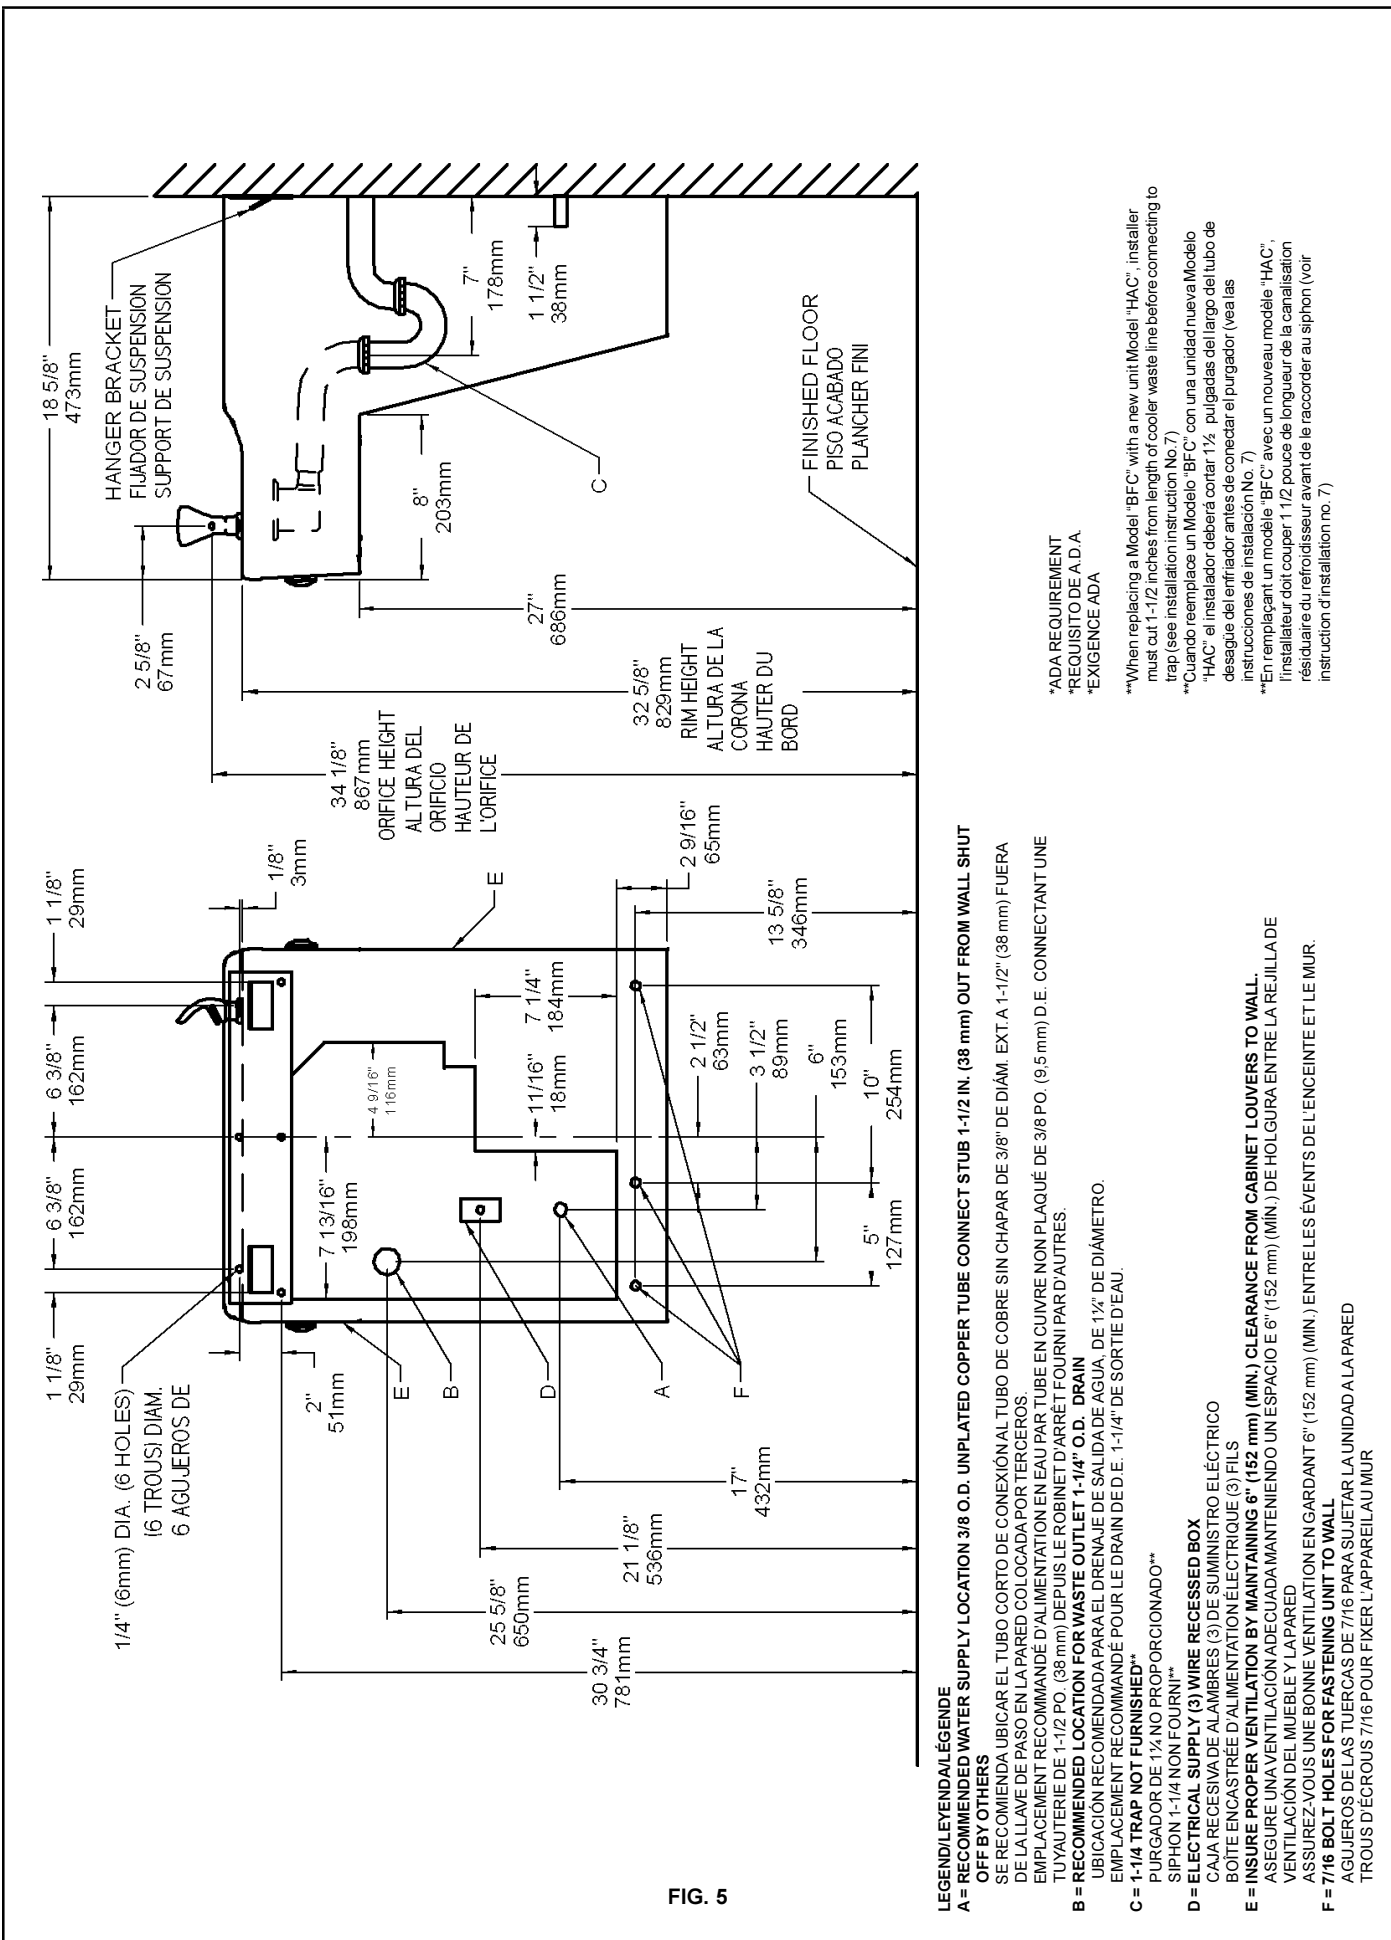 18 5/8"
473mm
HANGER BRACKET
FIJADOR DE SUSPENSION
SUPPORT DE SUSPENSION
2 5/8"
67mm
7"
178mm
1 1/2"
38mm
8"
203mm
C
27"
686mm
FINISHED FLOOR
PISO ACABADO
PLANCHER FINI
32 5/8"
829mm
RIM HEIGHT
ALTURA DE LA
CORONA
HAUTER DU
BORD
34 1/8"
867mm
ORIFICE HEIGHT
ALTURA DEL
ORIFICIO
HAUTEUR DE
L'ORIFICE
1 1/8"
29mm
6 3/8"
162mm
6 3/8"
162mm
1 1/8"
29mm
1/8"
3mm
1/4" (6mm) DIA. (6 HOLES)
(6 TROUS) DIAM.
6 AGUJEROS DE
2"
51mm
E
4 9/16"
116mm
7 13/16"
198mm
7 1/4"
184mm
11/16"
18mm
2 9/16"
65mm
13 5/8"
346mm
2 1/2"
63mm
3 1/2"
89mm
6"
153mm
10"
254mm
5"
127mm
E
B
D
A
F
17"
432mm
21 1/8"
536mm
25 5/8"
650mm
30 3/4"
781mm
*ADA REQUIREMENT
*REQUISITO DE A.D.A.
*EXIGENCE ADA
**When replacing a Model "BFC" with a new unit Model "HAC", installer
must cut 1-1/2 inches from length of cooler waste line before connecting to
trap (see installation instruction No. 7)
**Cuando reemplace un Modelo "BFC" con una unidad nueva Modelo
"HAC" el instalador deberá cortar 1½ pulgadas del largo del tubo de
desagüe del enfriador antes de conectar el purgador (vea las
instrucciones de instalación No. 7)
**En remplaçant un modèle "BFC" avec un nouveau modèle "HAC",
l'installateur doit couper 1 1/2 pouce de longueur de la canalisation
résiduaire du refroidisseur avant de le raccorder au siphon (voir
instruction d'installation no. 7)
LEGEND/LEYENDA/LÉGENDE
A = RECOMMENDED WATER SUPPLY LOCATION 3/8 O.D. UNPLATED COPPER TUBE CONNECT STUB 1-1/2 IN. (38 mm) OUT FROM WALL SHUT
OFF BY OTHERS
SE RECOMIENDA UBICAR EL TUBO CORTO DE CONEXIÓN AL TUBO DE COBRE SIN CHAPAR DE 3/8" DE DIÁM. EXT. A 1-1/2" (38 mm) FUERA
DE LA LLAVE DE PASO EN LA PARED COLOCADA POR TERCEROS.
EMPLACEMENT RECOMMANDÉ D'ALIMENTATION EN EAU PAR TUBE EN CUIVRE NON PLAQUÉ DE 3/8 PO. (9,5 mm) D.E. CONNECTANT UNE
TUYAUTERIE DE 1-1/2 PO. (38 mm) DEPUIS LE ROBINET D'ARRÊT FOURNI PAR D'AUTRES.
B = RECOMMENDED LOCATION FOR WASTE OUTLET 1-1/4" O.D. DRAIN
UBICACIÓN RECOMENDADA PARA EL DRENAJE DE SALIDA DE AGUA, DE 1¼" DE DIÁMETRO.
EMPLACEMENT RECOMMANDÉ POUR LE DRAIN DE D.E. 1-1/4" DE SORTIE D'EAU.
C = 1-1/4 TRAP NOT FURNISHED**
PURGADOR DE 1¼ NO PROPORCIONADO**
SIPHON 1-1/4 NON FOURNI**
D = ELECTRICAL SUPPLY (3) WIRE RECESSED BOX
CAJA RECESIVA DE ALAMBRES (3) DE SUMINISTRO ELÉCTRICO
BOÎTE ENCASTRÉE D'ALIMENTATION ÉLECTRIQUE (3) FILS
E = INSURE PROPER VENTILATION BY MAINTAINING 6" (152 mm) (MIN.) CLEARANCE FROM CABINET LOUVERS TO WALL.
ASEGURE UNA VENTILACIÓN ADECUADA MANTENIENDO UN ESPACIO E 6" (152 mm) (MÍN.) DE HOLGURA ENTRE LA REJILLA DE
VENTILACIÓN DEL MUEBLE Y LA PARED
ASSUREZ-VOUS UNE BONNE VENTILATION EN GARDANT 6" (152 mm) (MIN.) ENTRE LES ÉVENTS DE L'ENCEINTE ET LE MUR.
F = 7/16 BOLT HOLES FOR FASTENING UNIT TO WALL
AGUJEROS DE LAS TUERCAS DE 7/16 PARA SUJETAR LA UNIDAD A LA PARED
TROUS D'ÉCROUS 7/16 POUR FIXER L'APPAREIL AU MUR
FIG. 5